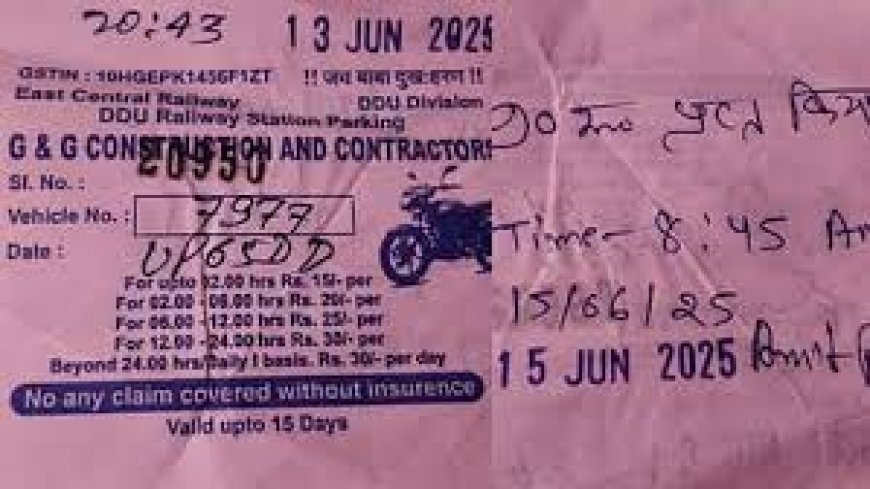 20:43
13 JUN 2025
GSTIN : 10HGEPK1456F1ZT !! जय बाबा दुःख हरण !!
East Central Railway DDU Division
DDU Railway Station Parking
G & G CONSTRUCTION AND CONTRACTORS
20950
Sl. No. :
Vehicle No. : 7977
Date : UP65DD
For upto 02.00 hrs Rs. 15/- per
For 02.00 - 06.00 hrs Rs. 20/- per
For 06.00 - 12.00 hrs Rs. 25/- per
For 12.00 - 24.00 hrs Rs. 30/- per
Beyond 24.00 hrs/Daily I basis. Rs. 30/- per day
No any claim covered without insurence
Valid upto 15 Days
Time- 8:45 Am
15/06/25
15 JUN 2025
Amit